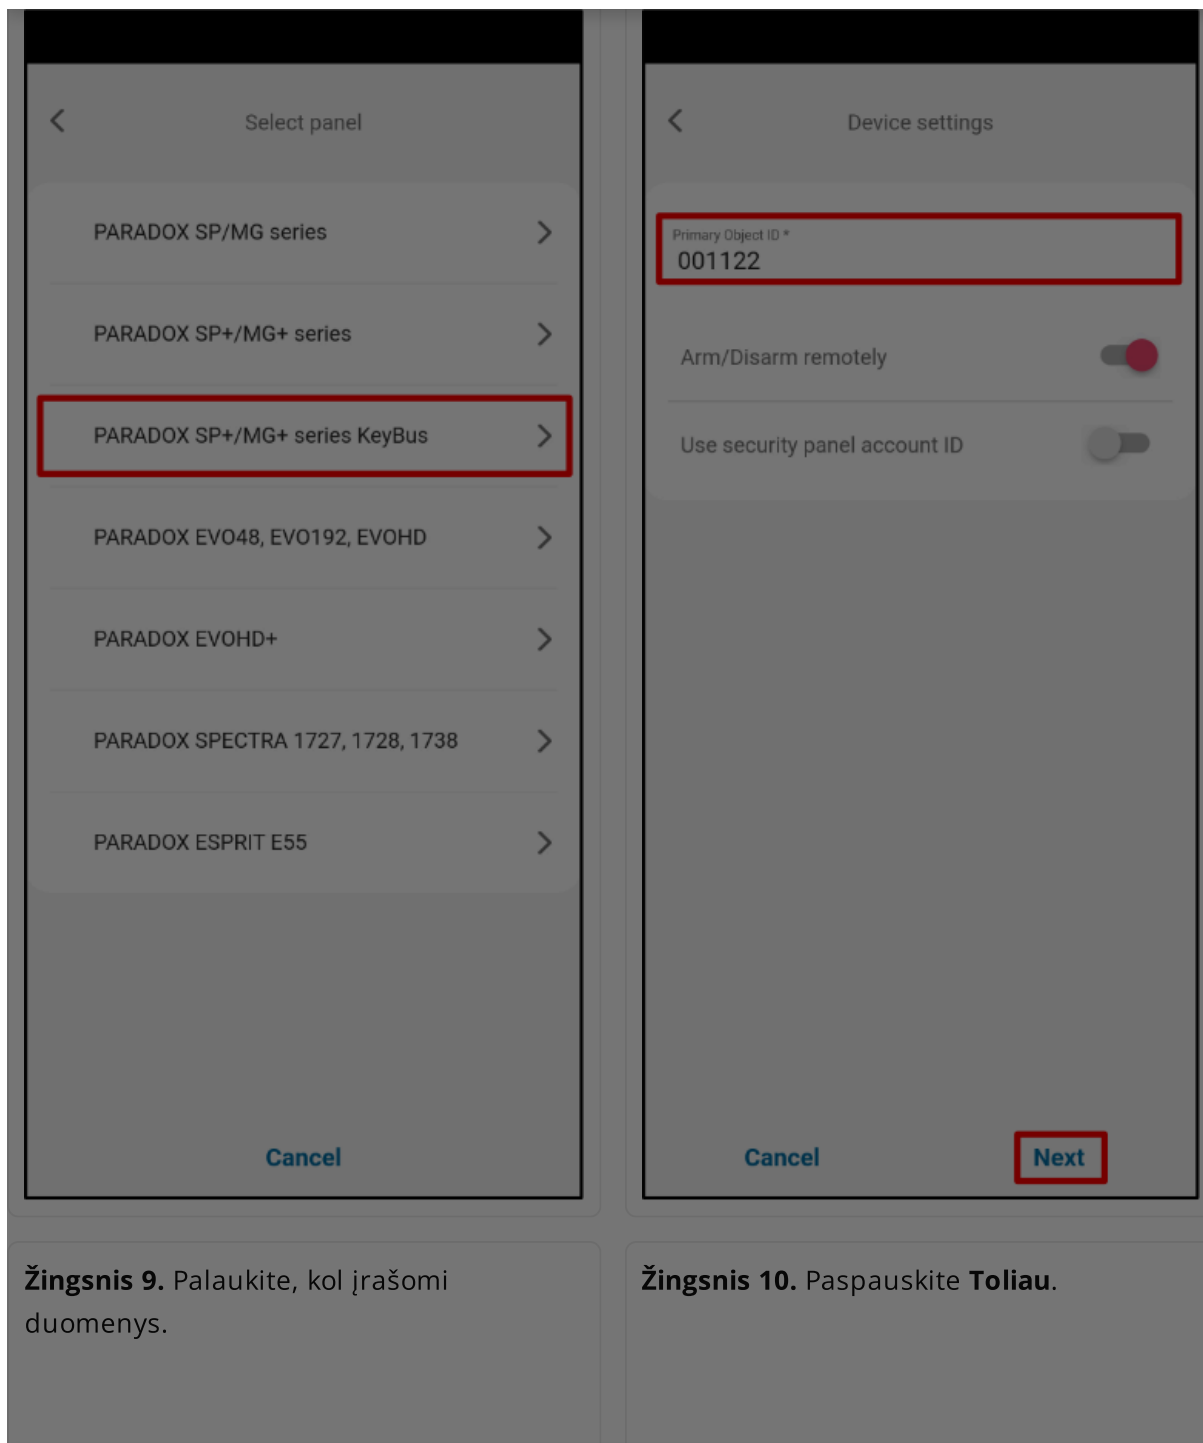 Select panel
PARADOX SP/MG series
PARADOX SP+/MG+ series
PARADOX SP+/MG+ series KeyBus
PARADOX EVO48, EVO192, EVOHD
PARADOX EVOHD+
PARADOX SPECTRA 1727, 1728, 1738
PARADOX ESPRIT E55
Cancel
Device settings
Primary Object ID *
001122
Arm/Disarm remotely
Use security panel account ID
Cancel
Next
Žingsnis 9. Palaukite, kol įrašomi
duomenys.
Žingsnis 10. Paspauskite Toliau.